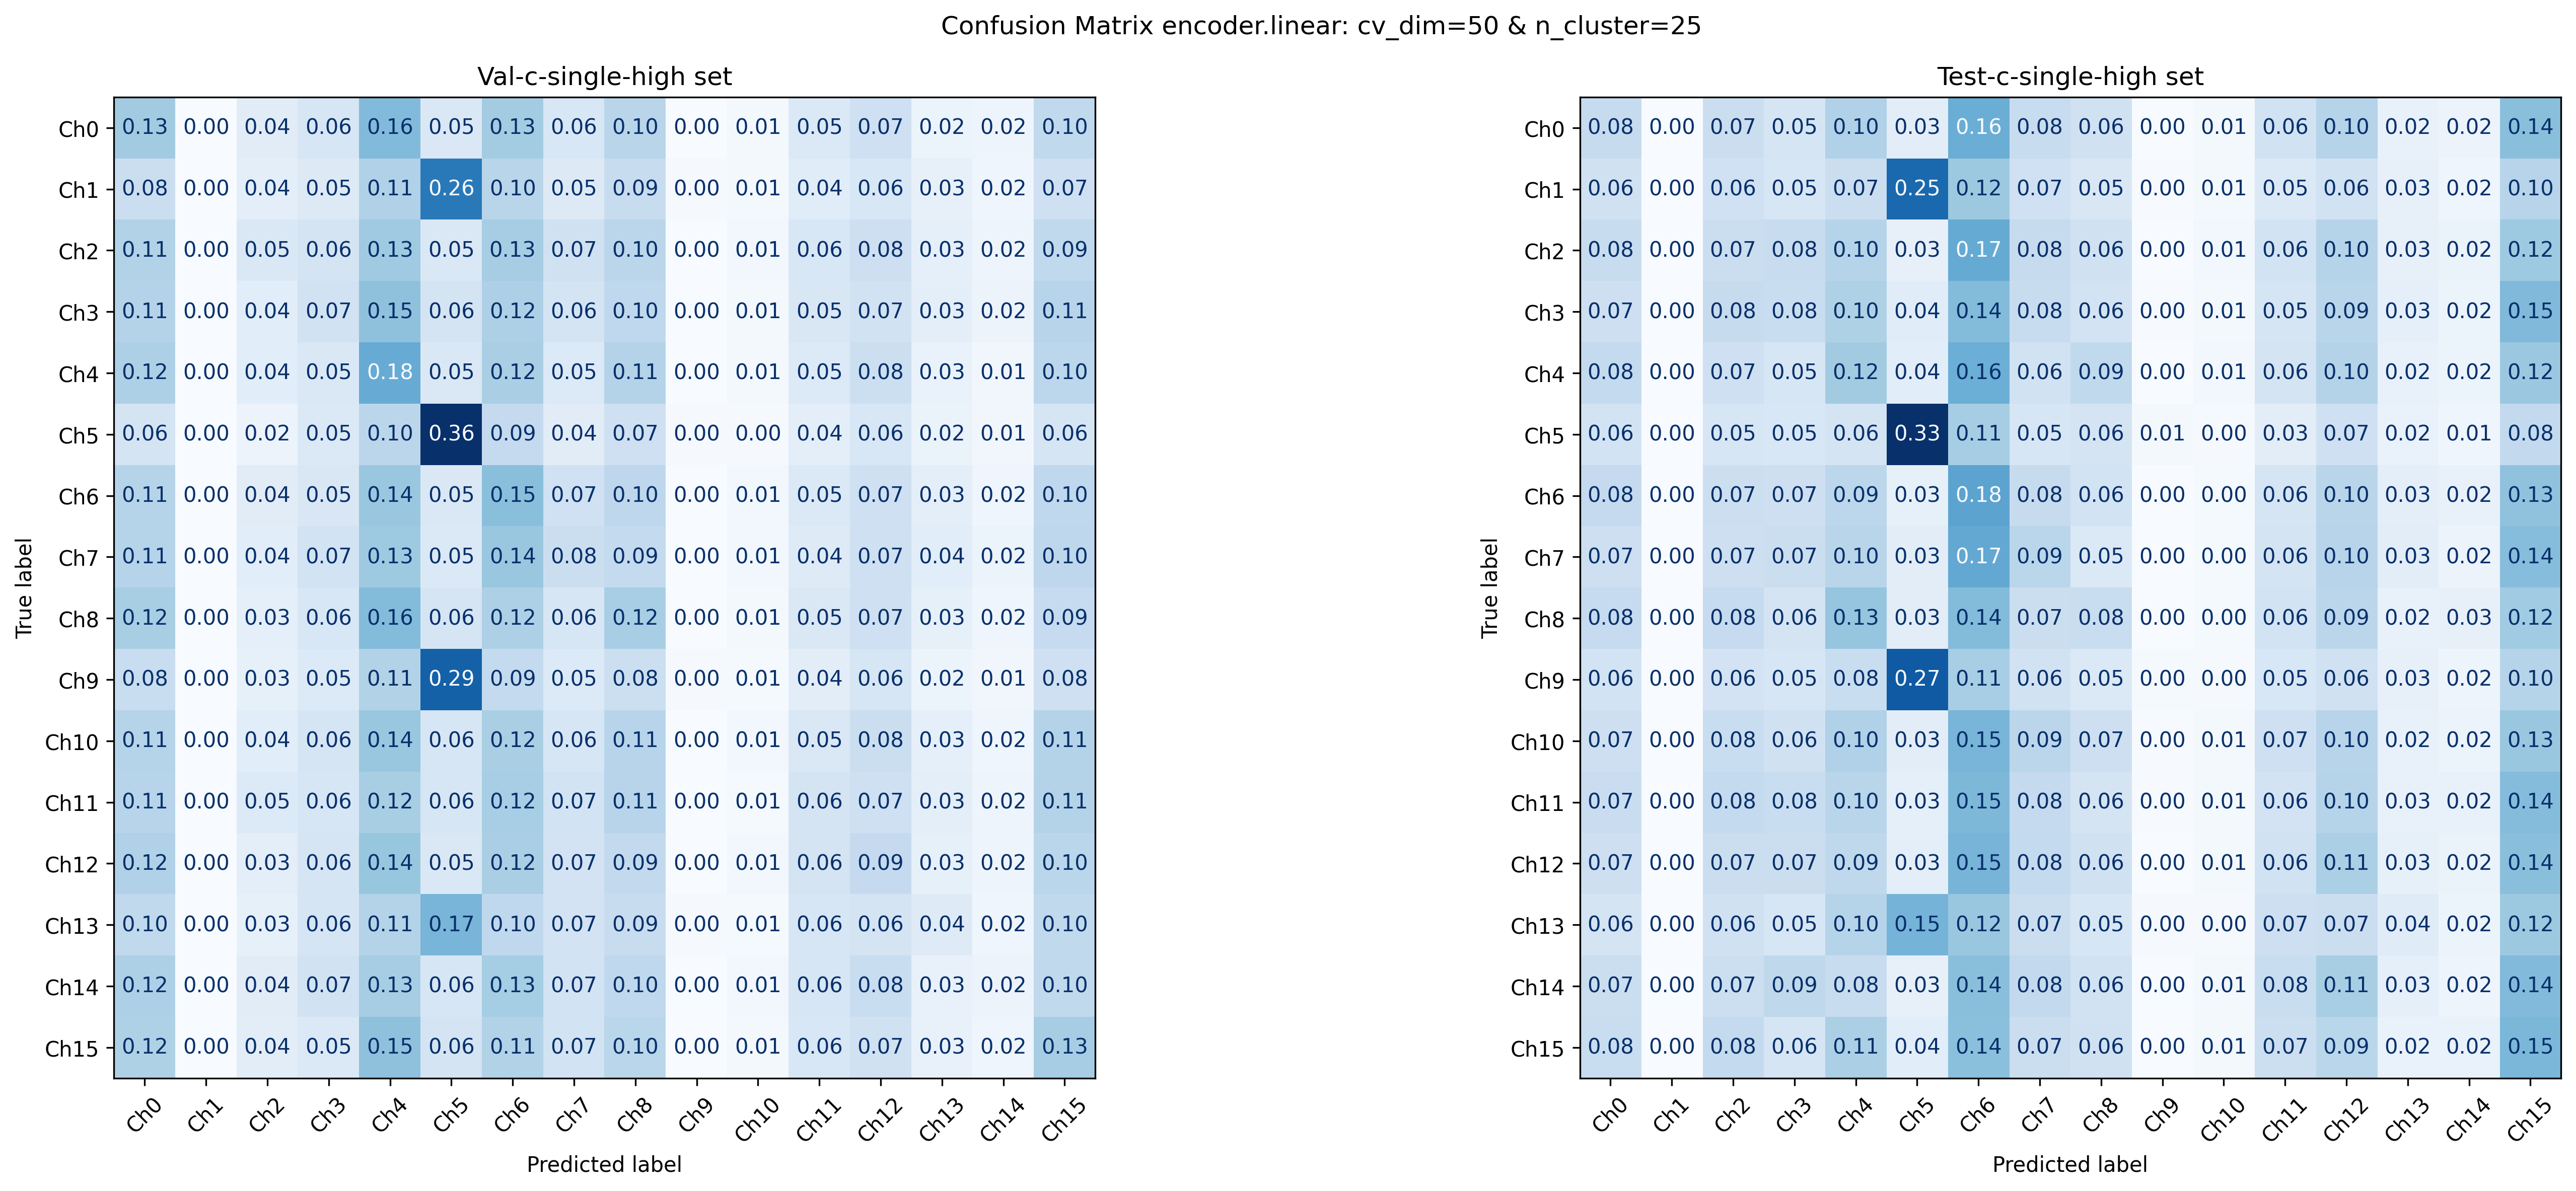 Confusion Matrix encoder.linear: cv_dim=50 & n_cluster=25
Val-c-single-high set
True label
Ch0 0.13 0.00 0.04 0.06 0.16 0.05 0.13 0.06 0.10 0.00 0.01 0.05 0.07 0.02 0.02 0.10
Ch1 0.08 0.00 0.04 0.05 0.11 0.26 0.10 0.05 0.09 0.00 0.01 0.04 0.06 0.03 0.02 0.07
Ch2 0.11 0.00 0.05 0.06 0.13 0.05 0.13 0.07 0.10 0.00 0.01 0.06 0.08 0.03 0.02 0.09
Ch3 0.11 0.00 0.04 0.07 0.15 0.06 0.12 0.06 0.10 0.00 0.01 0.05 0.07 0.03 0.02 0.11
Ch4 0.12 0.00 0.04 0.05 0.18 0.05 0.12 0.05 0.11 0.00 0.01 0.05 0.08 0.03 0.01 0.10
Ch5 0.06 0.00 0.02 0.05 0.10 0.36 0.09 0.04 0.07 0.00 0.00 0.04 0.06 0.02 0.01 0.06
Ch6 0.11 0.00 0.04 0.05 0.14 0.05 0.15 0.07 0.10 0.00 0.01 0.05 0.07 0.03 0.02 0.10
Ch7 0.11 0.00 0.04 0.07 0.13 0.05 0.14 0.08 0.09 0.00 0.01 0.04 0.07 0.04 0.02 0.10
Ch8 0.12 0.00 0.03 0.06 0.16 0.06 0.12 0.06 0.12 0.00 0.01 0.05 0.07 0.03 0.02 0.09
Ch9 0.08 0.00 0.03 0.05 0.11 0.29 0.09 0.05 0.08 0.00 0.01 0.04 0.06 0.02 0.01 0.08
Ch10 0.11 0.00 0.04 0.06 0.14 0.06 0.12 0.06 0.11 0.00 0.01 0.05 0.08 0.03 0.02 0.11
Ch11 0.11 0.00 0.05 0.06 0.12 0.06 0.12 0.07 0.11 0.00 0.01 0.06 0.07 0.03 0.02 0.11
Ch12 0.12 0.00 0.03 0.06 0.14 0.05 0.12 0.07 0.09 0.00 0.01 0.06 0.09 0.03 0.02 0.10
Ch13 0.10 0.00 0.03 0.06 0.11 0.17 0.10 0.07 0.09 0.00 0.01 0.06 0.06 0.04 0.02 0.10
Ch14 0.12 0.00 0.04 0.07 0.13 0.06 0.13 0.07 0.10 0.00 0.01 0.06 0.08 0.03 0.02 0.10
Ch15 0.12 0.00 0.04 0.05 0.15 0.06 0.11 0.07 0.10 0.00 0.01 0.06 0.07 0.03 0.02 0.13
Ch0 Ch1 Ch2 Ch3 Ch4 Ch5 Ch6 Ch7 Ch8 Ch9 Ch10 Ch11 Ch12 Ch13 Ch14 Ch15
Predicted label
Test-c-single-high set
True label
Ch0 0.08 0.00 0.07 0.05 0.10 0.03 0.16 0.08 0.06 0.00 0.01 0.06 0.10 0.02 0.02 0.14
Ch1 0.06 0.00 0.06 0.05 0.07 0.25 0.12 0.07 0.05 0.00 0.01 0.05 0.06 0.03 0.02 0.10
Ch2 0.08 0.00 0.07 0.08 0.10 0.03 0.17 0.08 0.06 0.00 0.01 0.06 0.10 0.03 0.02 0.12
Ch3 0.07 0.00 0.08 0.08 0.10 0.04 0.14 0.08 0.06 0.00 0.01 0.05 0.09 0.03 0.02 0.15
Ch4 0.08 0.00 0.07 0.05 0.12 0.04 0.16 0.06 0.09 0.00 0.01 0.06 0.10 0.02 0.02 0.12
Ch5 0.06 0.00 0.05 0.05 0.06 0.33 0.11 0.05 0.06 0.01 0.00 0.03 0.07 0.02 0.01 0.08
Ch6 0.08 0.00 0.07 0.07 0.09 0.03 0.18 0.08 0.06 0.00 0.00 0.06 0.10 0.03 0.02 0.13
Ch7 0.07 0.00 0.07 0.07 0.10 0.03 0.17 0.09 0.05 0.00 0.00 0.06 0.10 0.03 0.02 0.14
Ch8 0.08 0.00 0.08 0.06 0.13 0.03 0.14 0.07 0.08 0.00 0.00 0.06 0.09 0.02 0.03 0.12
Ch9 0.06 0.00 0.06 0.05 0.08 0.27 0.11 0.06 0.05 0.00 0.00 0.05 0.06 0.03 0.02 0.10
Ch10 0.07 0.00 0.08 0.06 0.10 0.03 0.15 0.09 0.07 0.00 0.01 0.07 0.10 0.02 0.02 0.13
Ch11 0.07 0.00 0.08 0.08 0.10 0.03 0.15 0.08 0.06 0.00 0.01 0.06 0.10 0.03 0.02 0.14
Ch12 0.07 0.00 0.07 0.07 0.09 0.03 0.15 0.08 0.06 0.00 0.01 0.06 0.11 0.03 0.02 0.14
Ch13 0.06 0.00 0.06 0.05 0.10 0.15 0.12 0.07 0.05 0.00 0.00 0.07 0.07 0.04 0.02 0.12
Ch14 0.07 0.00 0.07 0.09 0.08 0.03 0.14 0.08 0.06 0.00 0.01 0.08 0.11 0.03 0.02 0.14
Ch15 0.08 0.00 0.08 0.06 0.11 0.04 0.14 0.07 0.06 0.00 0.01 0.07 0.09 0.02 0.02 0.15
Ch0 Ch1 Ch2 Ch3 Ch4 Ch5 Ch6 Ch7 Ch8 Ch9 Ch10 Ch11 Ch12 Ch13 Ch14 Ch15
Predicted label